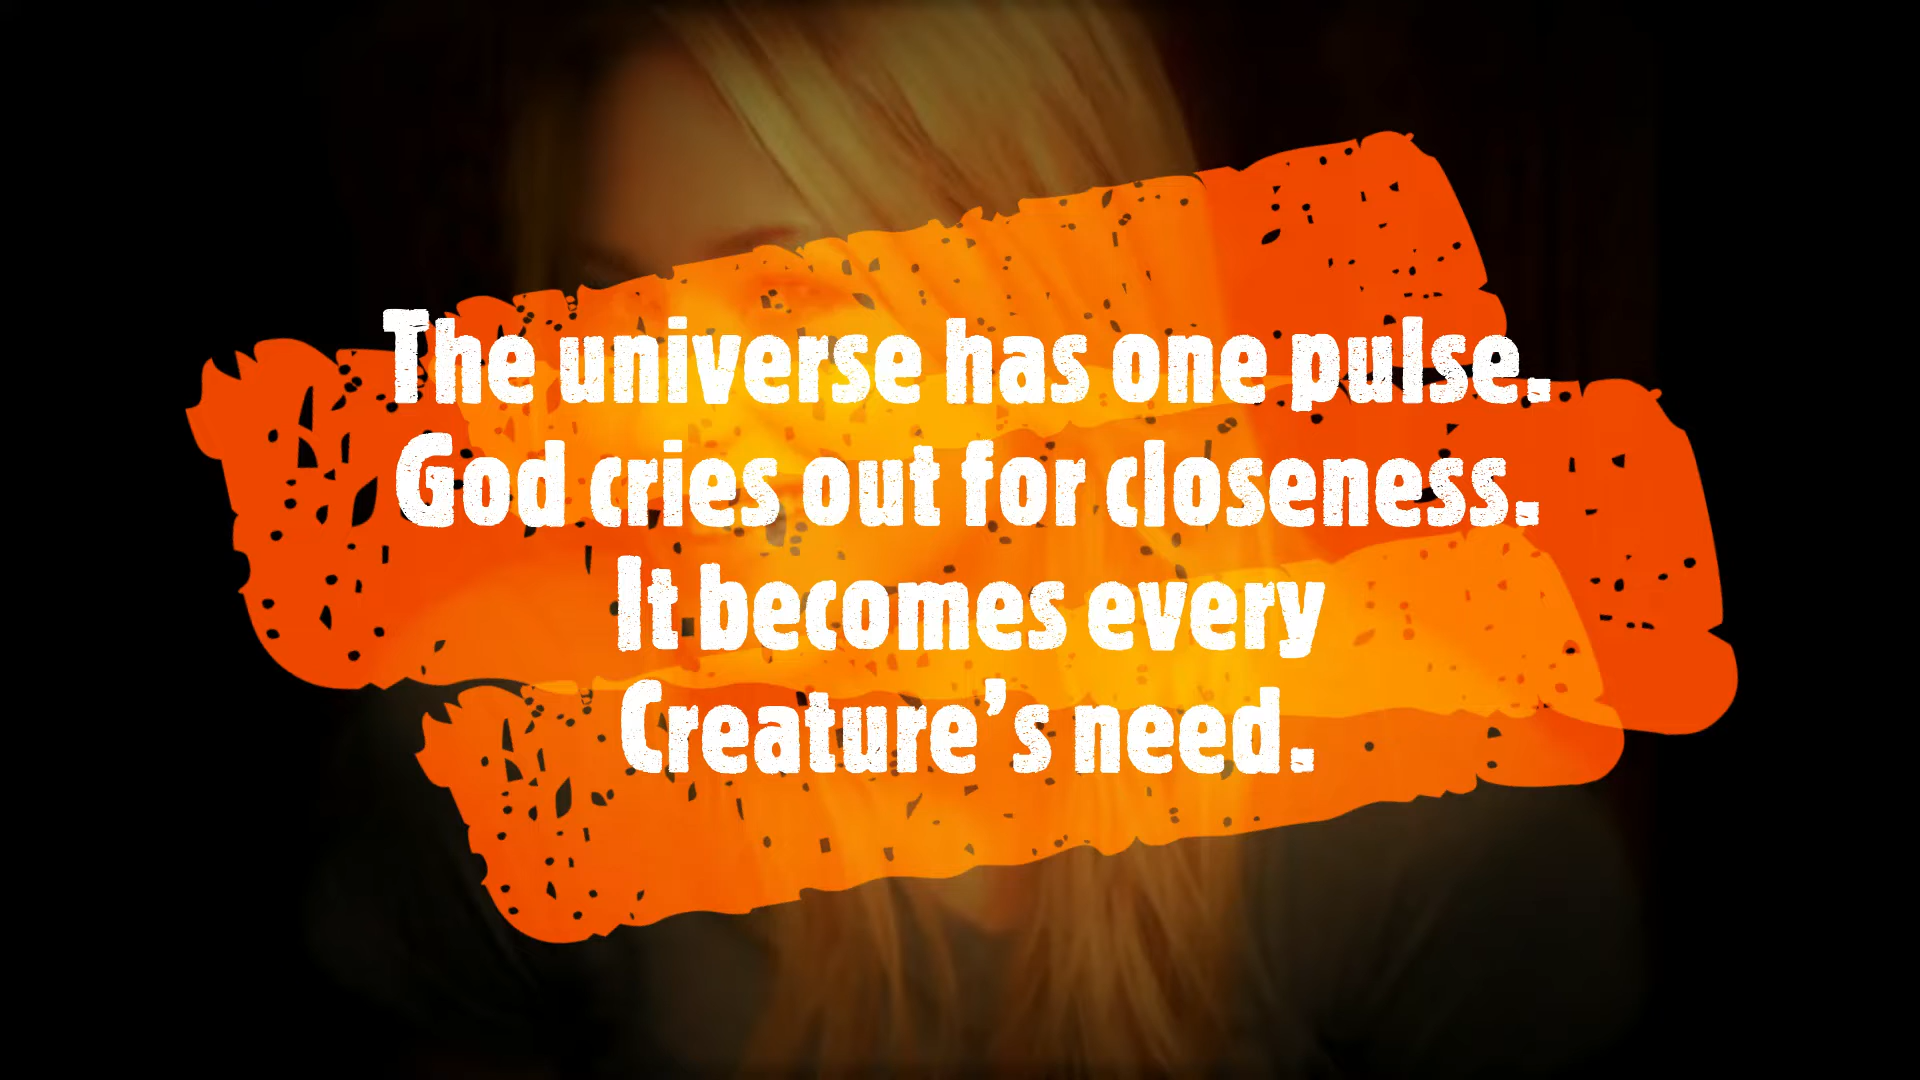 The universe has one pulse.
God cries out for closeness.
It becomes every
Creature’s need.